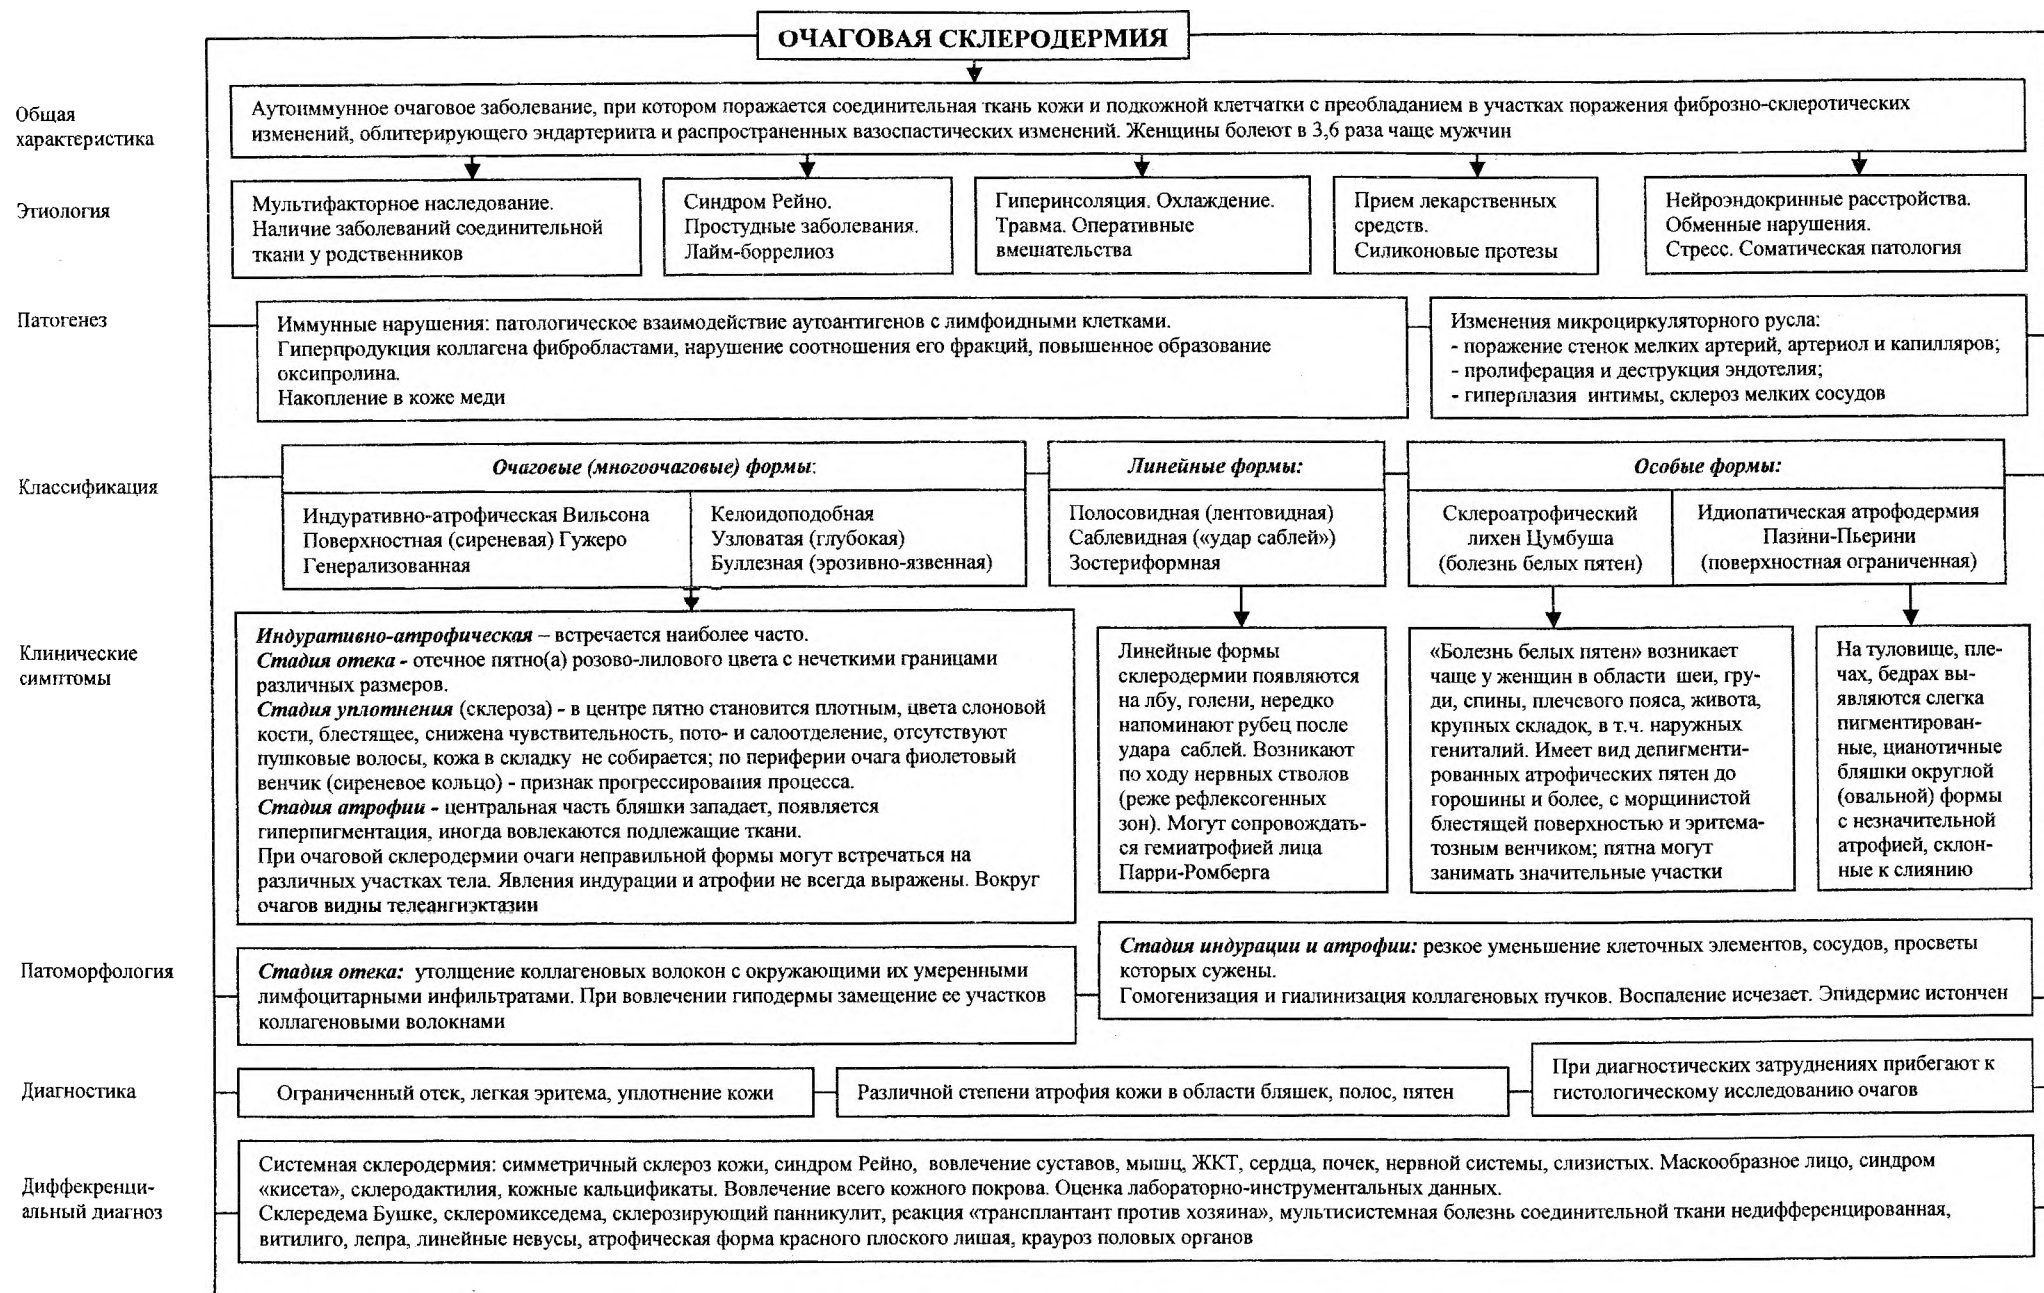 ОЧАГОВАЯ СКЛЕРОДЕРМИЯ
Общая
характеристика
Аутоиммунное очаговое заболевание, при котором поражается соединительная ткань кожи и подкожной клетчатки с преобладанием в участках поражения фиброзно-склеротических
изменений, облитерирующего эндартериита и распространенных вазоспастических изменений. Женщины болеют в 3,6 раза чаще мужчин
Этиология
Мультифакторное наследование.
Наличие заболеваний соединительной
ткани у родственников
Синдром Рейно.
Простудные заболевания.
Лайм-боррелиоз
Гиперинсоляция. Охлаждение.
Травма. Оперативные
вмешательства
Прием лекарственных
средств.
Силиконовые протезы
Нейроэндокринные расстройства.
Обменные нарушения.
Стресс. Соматическая патология
Патогенез
Иммунные нарушения: патологическое взаимодействие аутоантигенов с лимфоидными клетками.
Гиперпродукция коллагена фибробластами, нарушение соотношения его фракций, повышенное образование
оксипролина.
Накопление в коже меди
Изменения микроциркуляторного русла:
- поражение стенок мелких артерий, артериол и капилляров;
- пролиферация и деструкция эндотелия;
- гиперплазия интимы, склероз мелких сосудов
Классификация
Очаговые (многоочаговые) формы:
Индуративно-атрофическая Вильсона
Поверхностная (сиреневая) Гужеро
Генерализованная
Келоидоподобная
Узловатая (глубокая)
Буллезная (эрозивно-язвенная)
Линейные формы:
Полосовидная (лентовидная)
Саблевидная («удар саблей»)
Зостериформная
Особые формы:
Склероатрофический
лихен Цумбуша
(болезнь белых пятен)
Идиопатическая атрофодермия
Пазини-Пьерини
(поверхностная ограниченная)
Клинические
симптомы
Индуративно-атрофическая – встречается наиболее часто.
Стадия отека - отечное пятно(а) розово-лилового цвета с нечеткими границами
различных размеров.
Стадия уплотнения (склероза) - в центре пятно становится плотным, цвета слоновой
кости, блестящее, снижена чувствительность, пото- и салоотделение, отсутствуют
пушковые волосы, кожа в складку не собирается; по периферии очага фиолетовый
венчик (сиреневое кольцо) - признак прогрессирования процесса.
Стадия атрофии - центральная часть бляшки западает, появляется
гиперпигментация, иногда вовлекаются подлежащие ткани.
При очаговой склеродермии очаги неправильной формы могут встречаться на
различных участках тела. Явления индурации и атрофии не всегда выражены. Вокруг
очагов видны телеангиэктазии
Линейные формы
склеродермии появляются
на лбу, голени, нередко
напоминают рубец после
удара саблей. Возникают
по ходу нервных стволов
(реже рефлексогенных
зон). Могут сопровождать-
ся гемиатрофией лица
Парри-Ромберга
«Болезнь белых пятен» возникает
чаще у женщин в области шеи, гру-
ди, спины, плечсвого пояса, живота,
крупных складок, в т.ч. наружных
гениталий. Имеет вид депигменти-
рованных атрофических пятен до
горошины и более, с морщинистой
блестящей поверхностью и эритема-
тозным венчиком; пятна могут
занимать значительные участки
На туловище, пле-
чах, бедрах вы-
являются слегка
пигментирован-
ные, цианотичные
бляшки округлой
(овальной) формы
с незначительной
атрофией, склон-
ные к слиянию
Патоморфология
Стадия отека: утолщение коллагеновых волокон с окружающими их умеренными
лимфоцитарными инфильтратами. При вовлечении гиподермы замещение ее участков
коллагеновыми волокнами
Стадия индурации и атрофии: резкое уменьшение клеточных элементов, сосудов, просветы
которых сужены.
Гомогенизация и гиалинизация коллагеновых пучков. Воспаление исчезает. Эпидермис истончен
Диагностика
Ограниченный отек, легкая эритема, уплотнение кожи
Различной степени атрофия кожи в области бляшек, полос, пятен
При диагностических затруднениях прибегают к
гистологическому исследованию очагов
Диффекренци-
альный диагноз
Системная склеродермия: симметричный склероз кожи, синдром Рейно, вовлечение суставов, мышц, ЖКТ, сердца, почек, нервной системы, слизистых. Маскообразное лицо, синдром
«кисета», склеродактилия, кожные кальцификаты. Вовлечение всего кожного покрова. Оценка лабораторно-инструментальных данных.
Склередема Бушке, склеромикседема, склерозирующий панникулит, реакция «трансплантант против хозяина», мультисистемная болезнь соединительной ткани недифференцированная,
витилиго, лепра, линейные невусы, атрофическая форма красного плоского лишая, крауроз половых органов